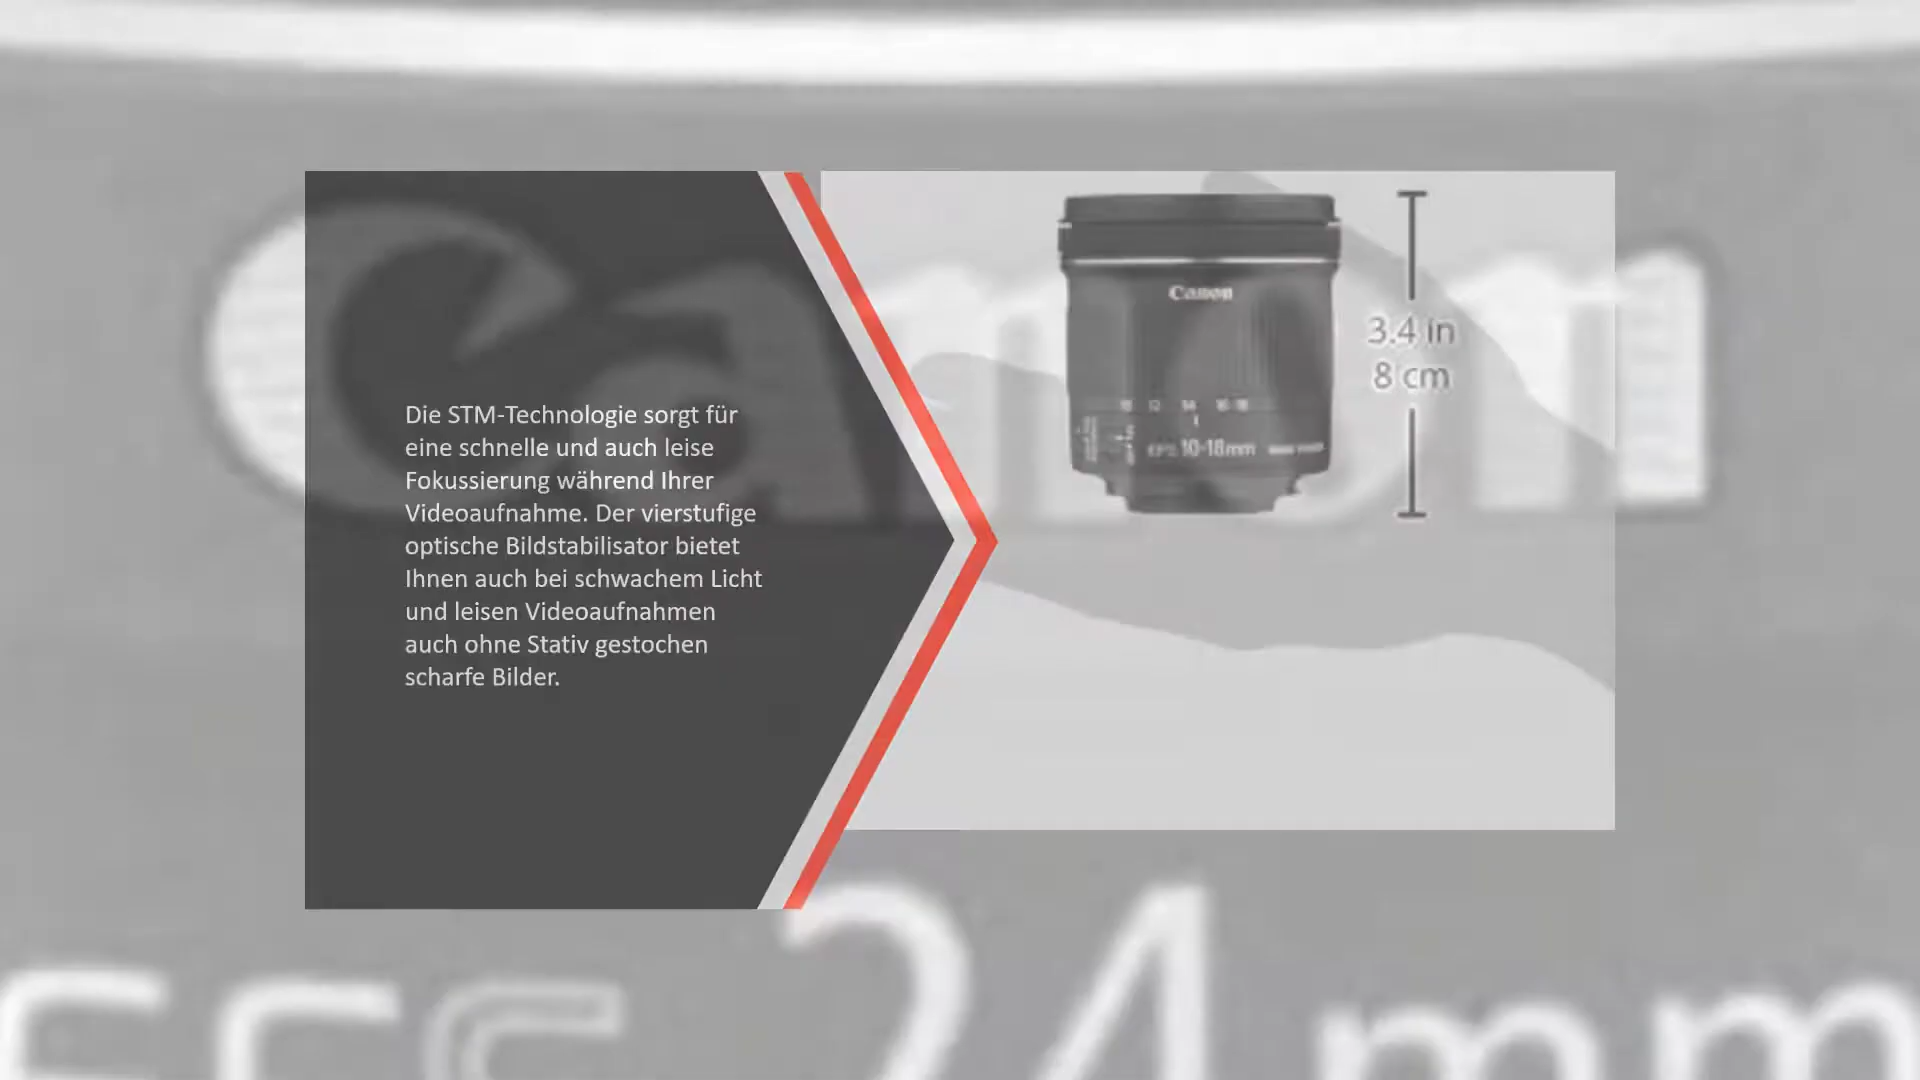 Canon
Die STM-Technologie sorgt für
eine schnelle und auch leise
Fokussierung während Ihrer
Videoaufnahme. Der vierstufige
optische Bildstabilisator bietet
Ihnen auch bei schwachem Licht
und leisen Videoaufnahmen
auch ohne Stativ gestochen
scharfe Bilder.
Canon
10-18mm
3.4 in
8 cm
24mm